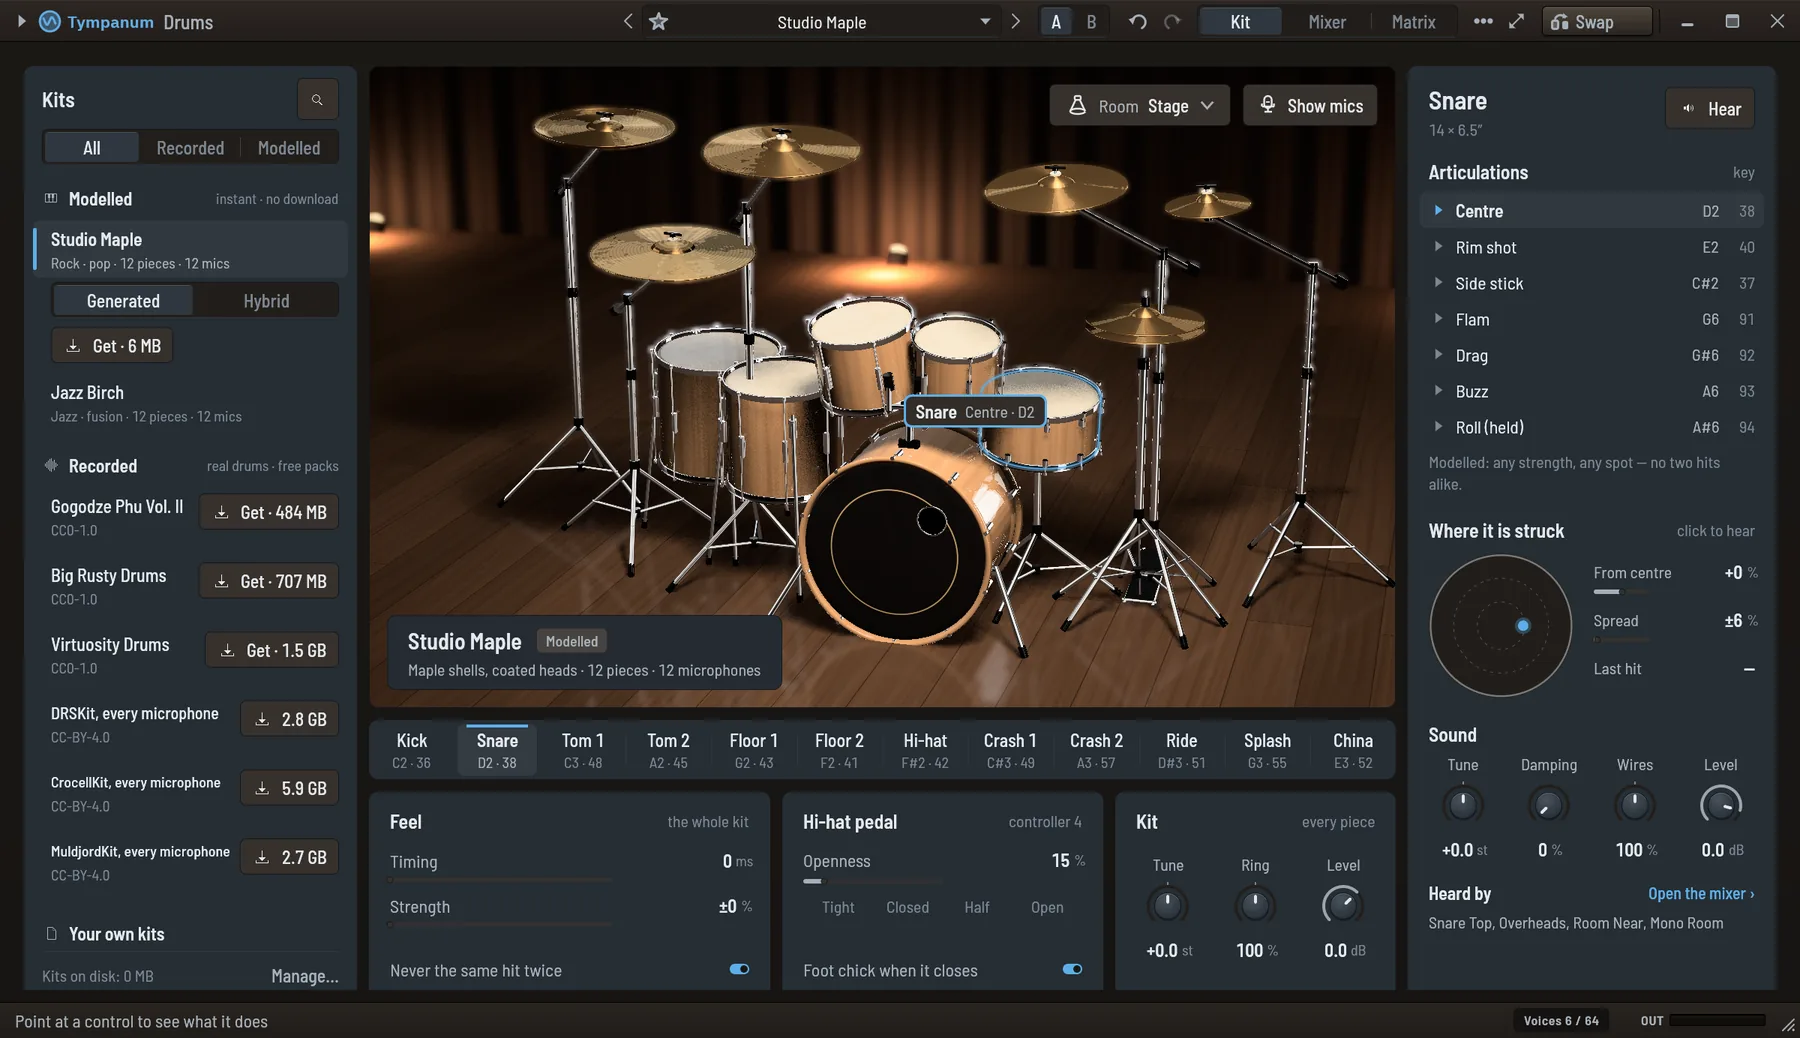 Tympanum Drums
Studio Maple
A B
Kit Mixer Matrix
Swap
Kits
All Recorded Modelled
Modelled instant · no download
Studio Maple
Rock · pop · 12 pieces · 12 mics
Generated Hybrid
Get · 6 MB
Jazz Birch
Jazz · fusion · 12 pieces · 12 mics
Recorded real drums · free packs
Gogodze Phu Vol. II Get · 484 MB
CC0-1.0
Big Rusty Drums Get · 707 MB
CC0-1.0
Virtuosity Drums Get · 1.5 GB
CC0-1.0
DRSKit, every microphone 2.8 GB
CC-BY-4.0
CrocellKit, every microphone 5.9 GB
CC-BY-4.0
MuldjordKit, every microphone 2.7 GB
CC-BY-4.0
Your own kits
Kits on disk: 0 MB Manage...
Room Stage Show mics
Snare Centre · D2
Studio Maple Modelled
Maple shells, coated heads · 12 pieces · 12 microphones
Kick Snare Tom 1 Tom 2 Floor 1 Floor 2 Hi-hat Crash 1 Crash 2 Ride Splash China
C2 · 36 D2 · 38 C3 · 48 A2 · 45 G2 · 43 F2 · 41 F#2 · 42 C#3 · 49 A3 · 57 D#3 · 51 G3 · 55 E3 · 52
Feel the whole kit
Timing 0 ms
Strength ±0 %
Never the same hit twice
Hi-hat pedal controller 4
Openness 15 %
Tight Closed Half Open
Foot chick when it closes
Kit every piece
Tune Ring Level
+0.0 st 100 % 0.0 dB
Snare
14 × 6.5″
Hear
Articulations key
Centre D2 38
Rim shot E2 40
Side stick C#2 37
Flam G6 91
Drag G#6 92
Buzz A6 93
Roll (held) A#6 94
Modelled: any strength, any spot — no two hits
alike.
Where it is struck click to hear
From centre +0 %
Spread ±6 %
Last hit –
Sound
Tune Damping Wires Level
+0.0 st 0 % 100 % 0.0 dB
Heard by Open the mixer ›
Snare Top, Overheads, Room Near, Mono Room
Point at a control to see what it does
Voices 6 / 64 OUT